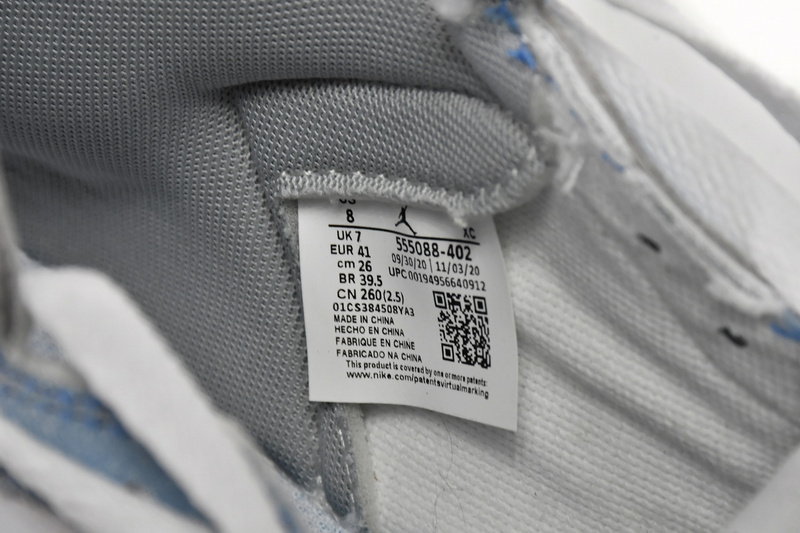 US
8
XC
UK 7
555088-402
EUR 41
09/30/20 11/03/20
cm 26
UPC00194956640912
BR 39.5
CN 260(2.5)
01CS384508YA3
MADE IN CHINA
HECHO EN CHINA
FABRIQUE EN CHINE
FABRICADO NA CHINA
This product is covered by one or more patents:
www.nike.com/patentsvirtualmarking